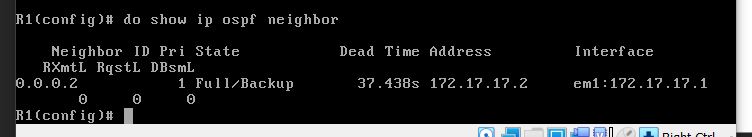 R1(config)# do show ip ospf neighbor
Neighbor ID Pri State Dead Time Address Interface
RXmtL RqstL DBsmL
0.0.0.2 1 Full/Backup 37.438s 172.17.17.2 em1:172.17.17.1
0 0 0
R1(config)#
Right Ctrl